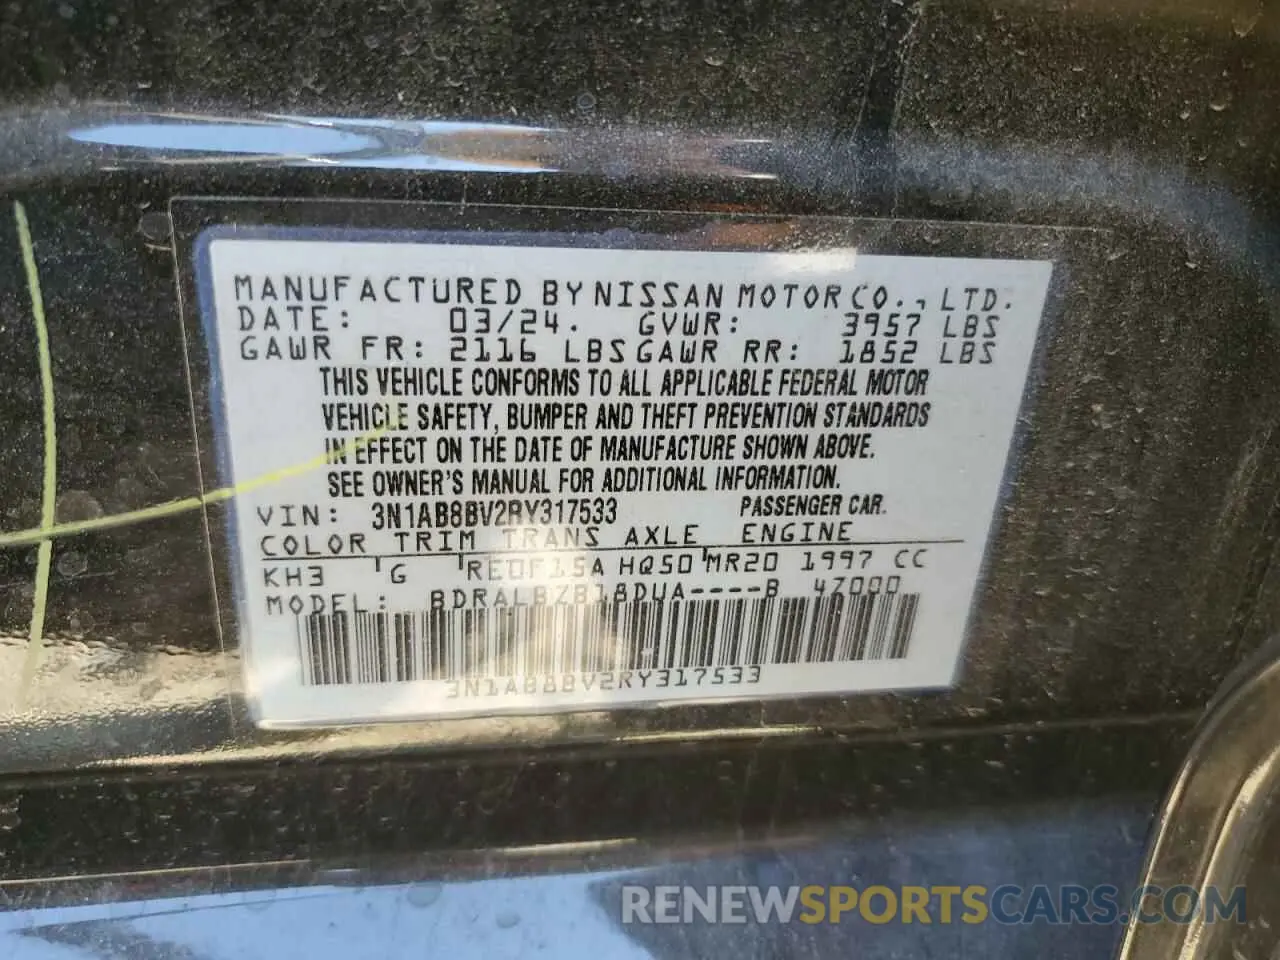 MANUFACTURED BY NISSAN MOTOR CO., LTD.
DATE: 03/24. GVWR: 3957 LBS
GAWR FR: 2116 LBS GAWR RR: 1852 LBS
THIS VEHICLE CONFORMS TO ALL APPLICABLE FEDERAL MOTOR
VEHICLE SAFETY, BUMPER AND THEFT PREVENTION STANDARDS
IN EFFECT ON THE DATE OF MANUFACTURE SHOWN ABOVE.
SEE OWNER'S MANUAL FOR ADDITIONAL INFORMATION.
VIN: 3N1AB8BV2RY317533 PASSENGER CAR.
COLOR TRIM TRANS AXLE ENGINE
KH3 G RE0F15A HQ50 MR20 1997 CC
MODEL: BDRALBZB18DUA----B 4Z000
3N1AB8BV2RY317533
RENEWSPORTSCARS.COM